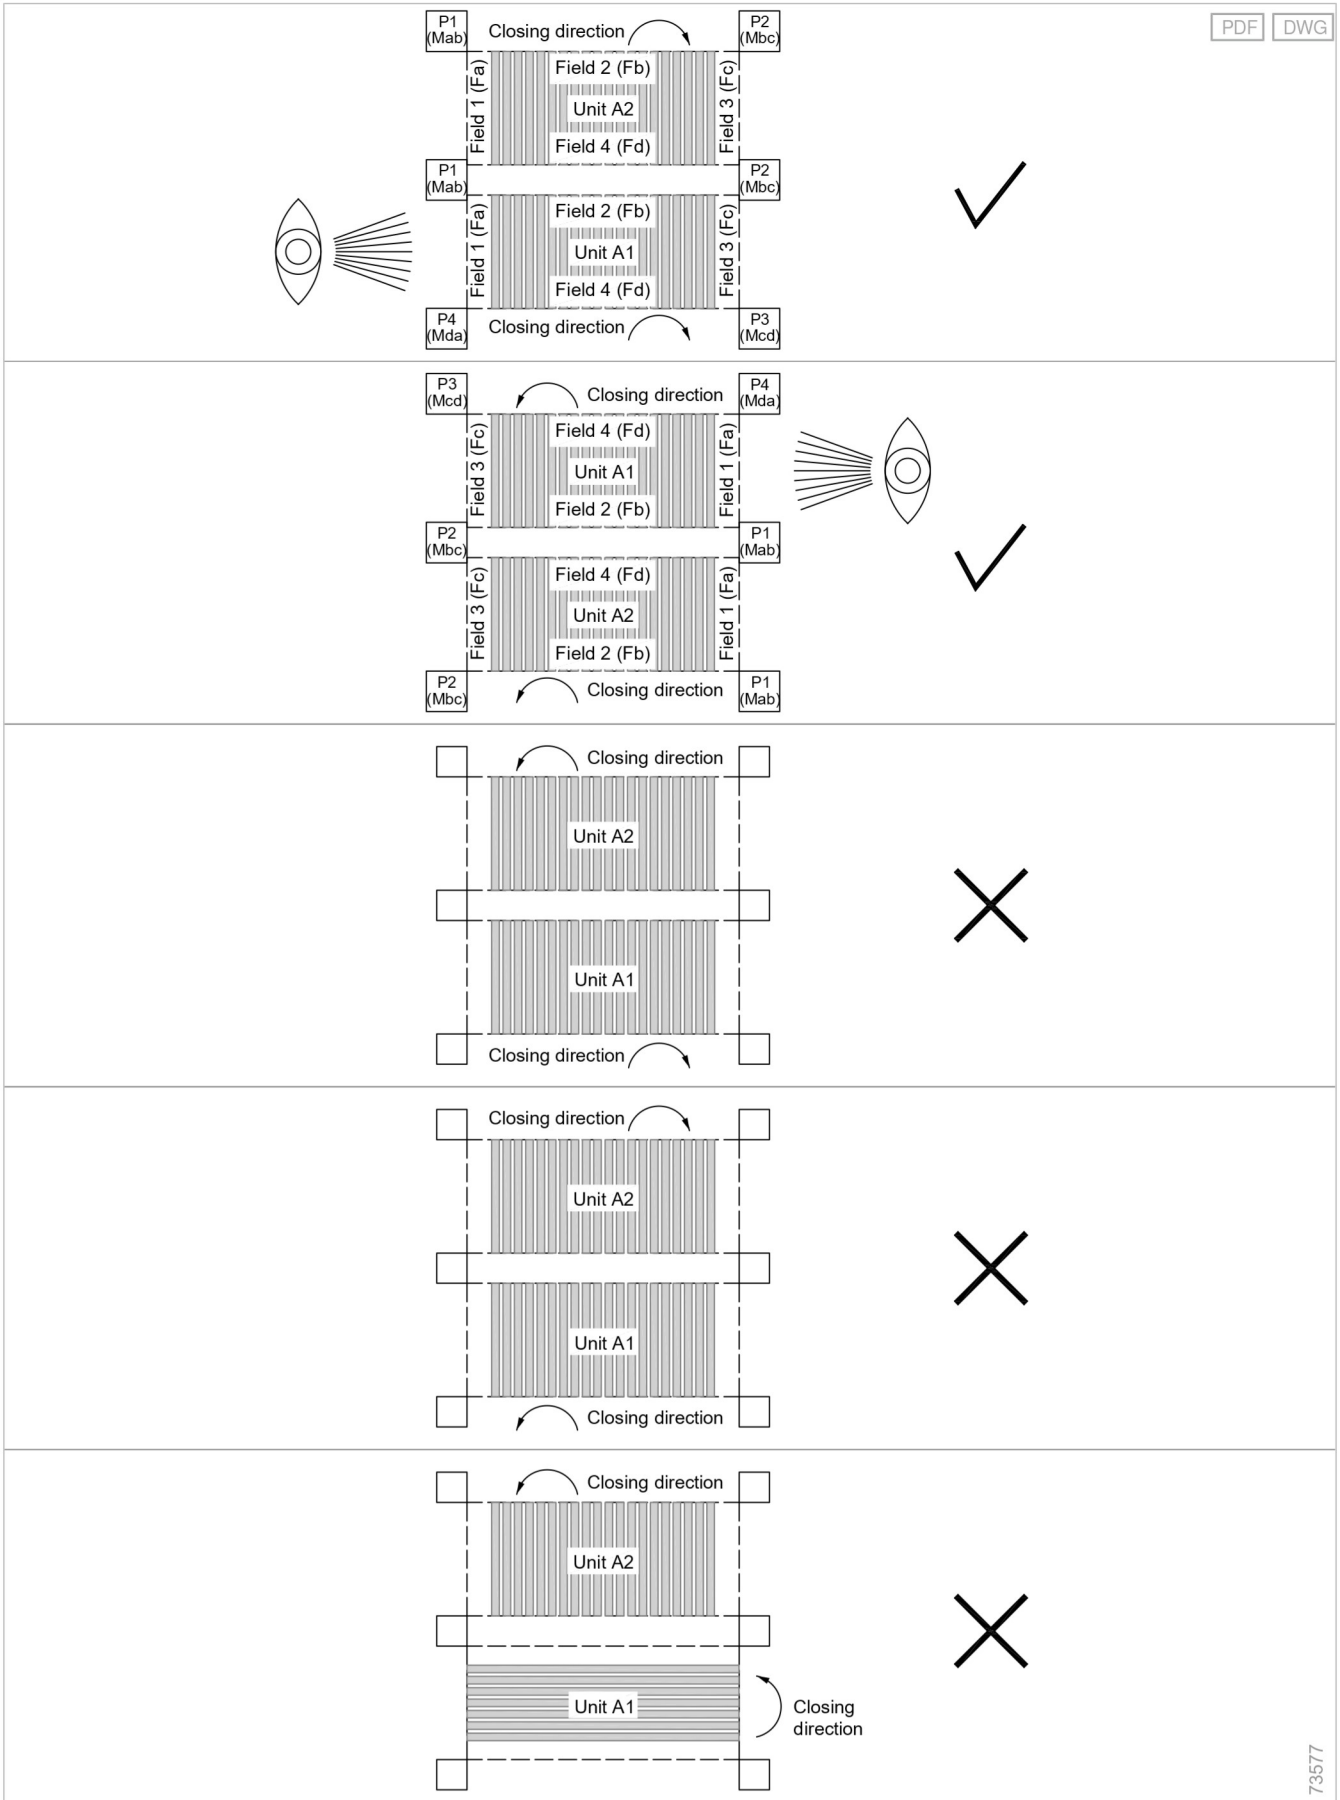 PDF DWG
P1
(Mab)
Closing direction
P2
(Mbc)
Field 1 (Fa)
Field 2 (Fb)
Unit A2
Field 4 (Fd)
Field 3 (Fc)
P1
(Mab)
P2
(Mbc)
Field 1 (Fa)
Field 2 (Fb)
Unit A1
Field 4 (Fd)
Field 3 (Fc)
P4
(Mda)
Closing direction
P3
(Mcd)
P3
(Mcd)
Closing direction
P4
(Mda)
Field 3 (Fc)
Field 4 (Fd)
Unit A1
Field 2 (Fb)
Field 1 (Fa)
P2
(Mbc)
P1
(Mab)
Field 3 (Fc)
Field 4 (Fd)
Unit A2
Field 2 (Fb)
Field 1 (Fa)
P2
(Mbc)
Closing direction
P1
(Mab)
Closing direction
Unit A2
Unit A1
Closing direction
Closing direction
Unit A2
Unit A1
Closing direction
Closing direction
Unit A2
Unit A1
Closing
direction
73577